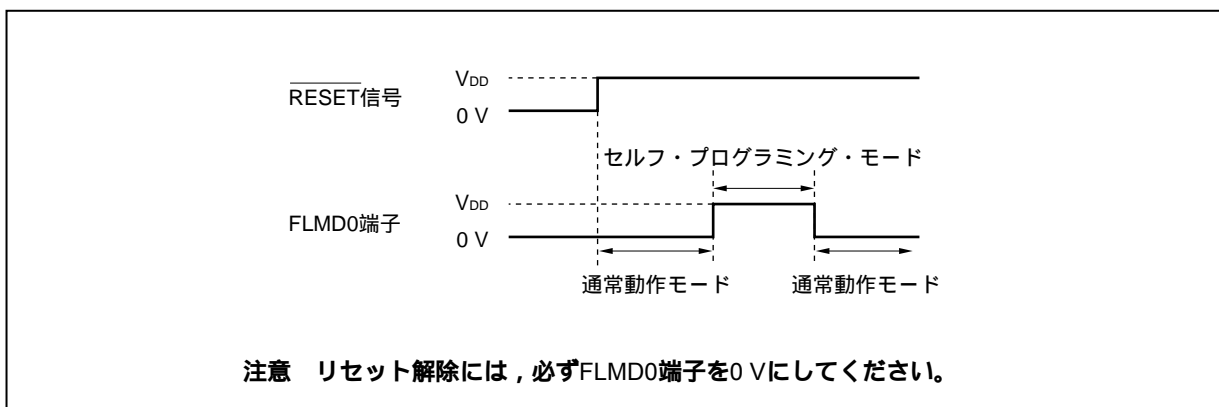 VDD
RESET信号
0 V
セルフ・プログラミング・モード
VDD
FLMD0端子
0 V
通常動作モード 通常動作モード
注意 リセット解除には，必ずFLMD0端子を0 Vにしてください。